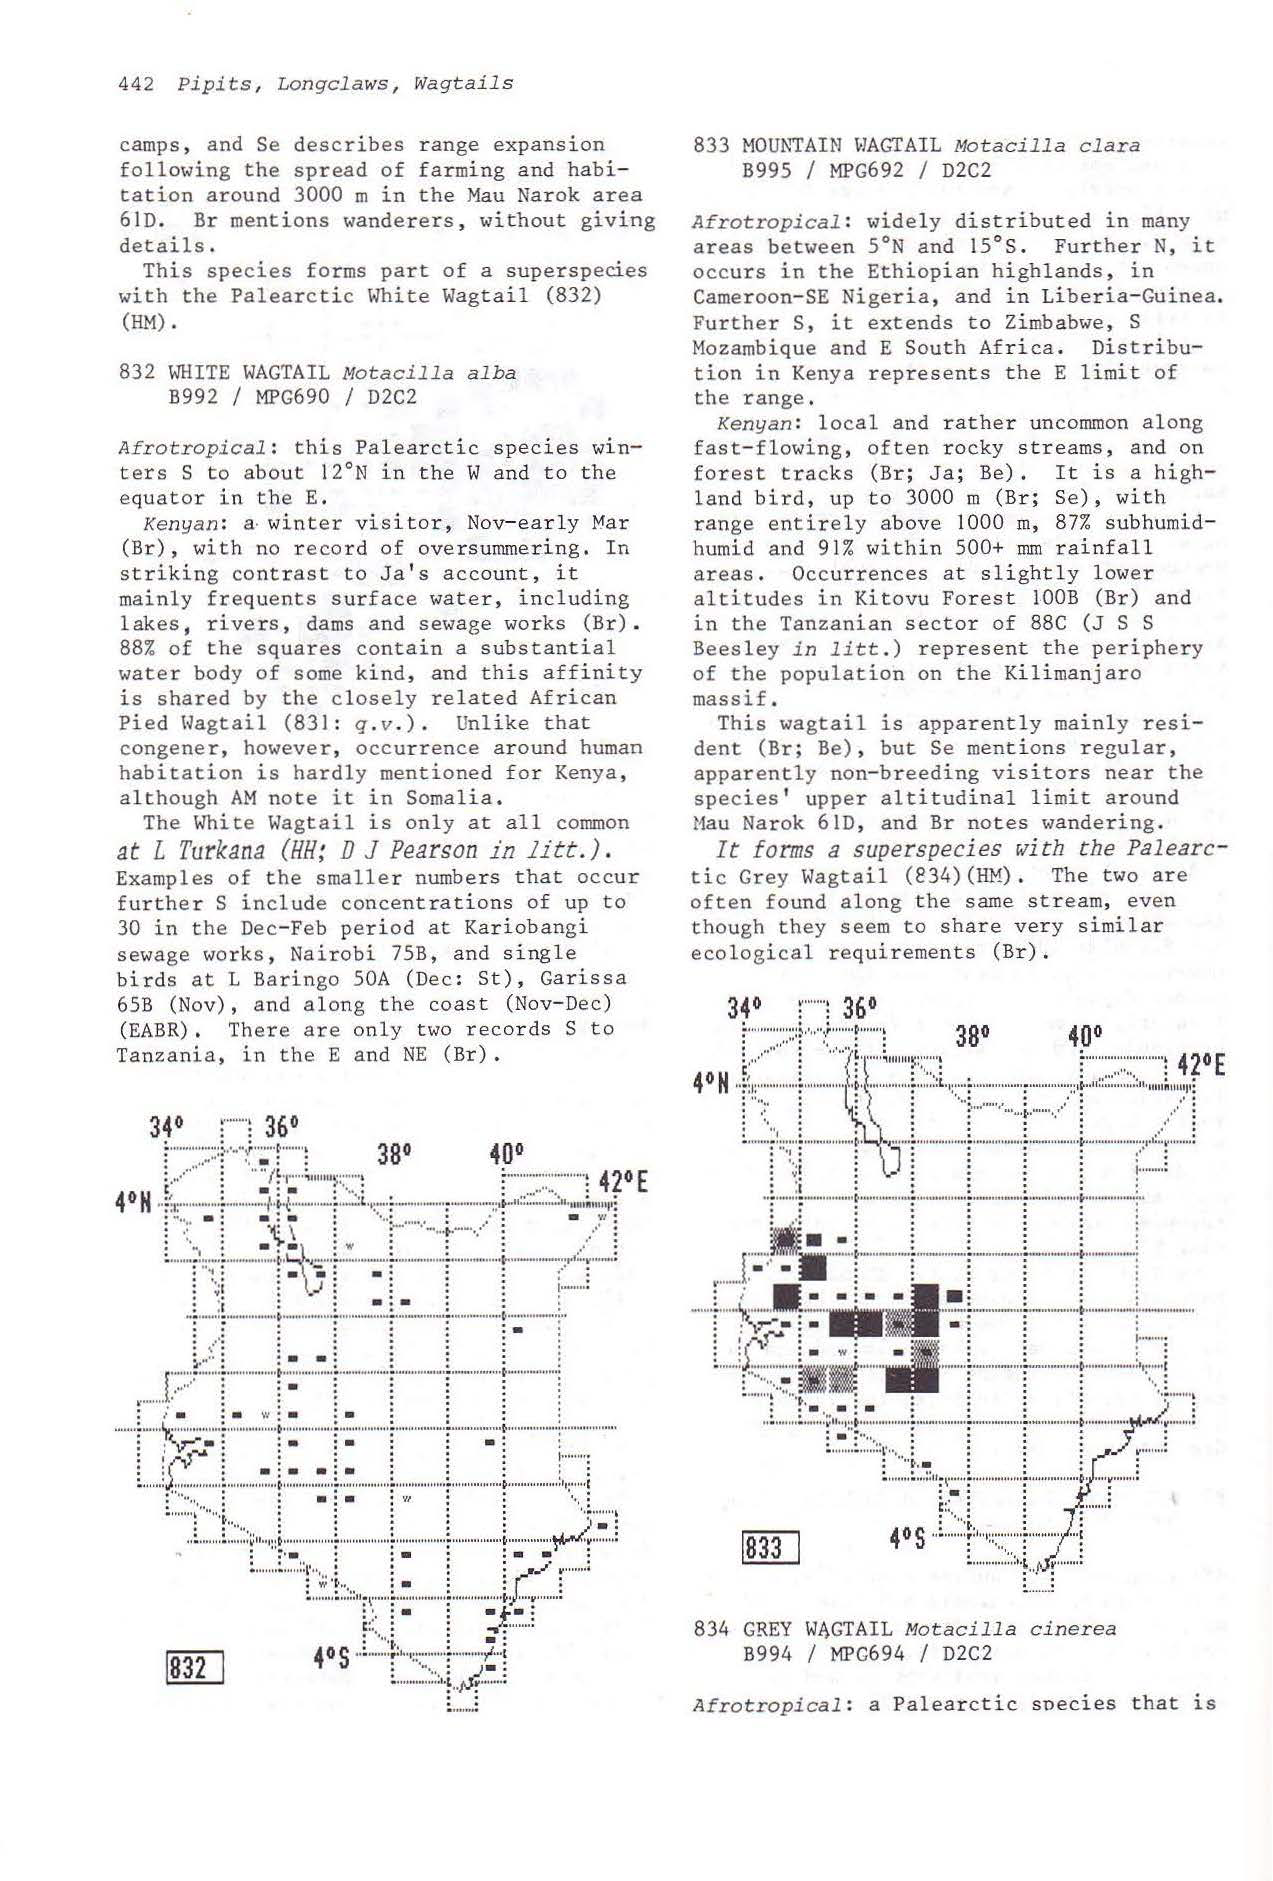 442 Pipits, Longclaws, Wagtails
camps, and Se describes range expansion
following the spread of farming and habi-
tation around 3000 m in the Mau Narok area
61D. Br mentions wanderers, without giving
details.
This species forms part of a superspecies
with the Palearctic White Wagtail (832)
(HM).
832 WHITE WAGTAIL Motacilla alba
B992 / MPG690 / D2C2
Afrotropical: this Palearctic species win-
ters S to about 12°N in the W and to the
equator in the E.
Kenyan: a winter visitor, Nov-early Mar
(Br), with no record of oversummering. In
striking contrast to Ja's account, it
mainly frequents surface water, including
lakes, rivers, dams and sewage works (Br).
88% of the squares contain a substantial
water body of some kind, and this affinity
is shared by the closely related African
Pied Wagtail (831: q.v.). Unlike that
congener, however, occurrence around human
habitation is hardly mentioned for Kenya,
although AM note it in Somalia.
The White Wagtail is only at all common
at L Turkana (HH; D J Pearson in litt.).
Examples of the smaller numbers that occur
further S include concentrations of up to
30 in the Dec-Feb period at Kariobangi
sewage works, Nairobi 75B, and single
birds at L Baringo 50A (Dec: St), Garissa
65B (Nov), and along the coast (Nov-Dec)
(EABR). There are only two records S to
Tanzania, in the E and NE (Br).
34° 36°
38° 40°
42°E
4°N
w
w
w
w
w
4°S
832
833 MOUNTAIN WAGTAIL Motacilla clara
B995 / MPG692 / D2C2
Afrotropical: widely distributed in many
areas between 5°N and 15°S. Further N, it
occurs in the Ethiopian highlands, in
Cameroon-SE Nigeria, and in Liberia-Guinea.
Further S, it extends to Zimbabwe, S
Mozambique and E South Africa. Distribu-
tion in Kenya represents the E limit of
the range.
Kenyan: local and rather uncommon along
fast-flowing, often rocky streams, and on
forest tracks (Br; Ja; Be). It is a high-
land bird, up to 3000 m (Br; Se), with
range entirely above 1000 m, 87% subhumid-
humid and 91% within 500+ mm rainfall
areas. Occurrences at slightly lower
altitudes in Kitovu Forest 100B (Br) and
in the Tanzanian sector of 88C (J S S
Beesley in litt.) represent the periphery
of the population on the Kilimanjaro
massif.
This wagtail is apparently mainly resi-
dent (Br; Be), but Se mentions regular,
apparently non-breeding visitors near the
species' upper altitudinal limit around
Mau Narok 61D, and Br notes wandering.
It forms a superspecies with the Palearc-
tic Grey Wagtail (834)(HM). The two are
often found along the same stream, even
though they seem to share very similar
ecological requirements (Br).
34° 36°
38° 40°
42°E
4°N
w
4°S
833
834 GREY WAGTAIL Motacilla cinerea
B994 / MPG694 / D2C2
Afrotropical: a Palearctic species that is